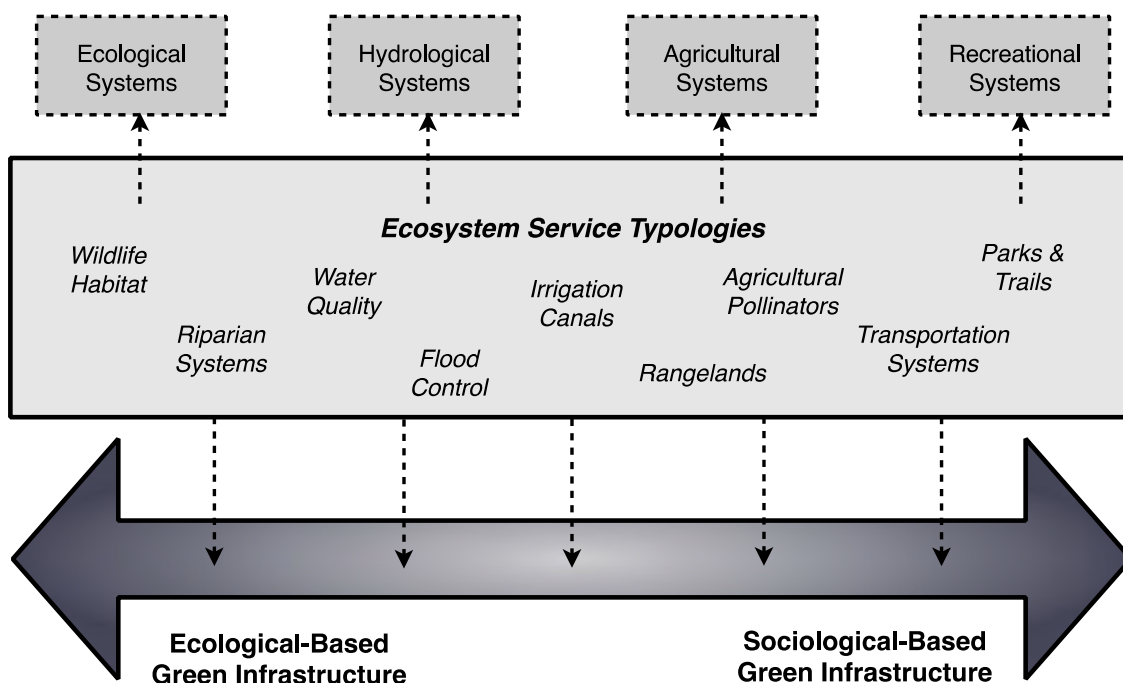 Ecological
Systems
Hydrological
Systems
Agricultural
Systems
Recreational
Systems
Ecosystem Service Typologies
Wildlife
Habitat
Riparian
Systems
Water
Quality
Flood
Control
Irrigation
Canals
Agricultural
Pollinators
Rangelands
Transportation
Systems
Parks &
Trails
Ecological-Based
Green Infrastructure
Sociological-Based
Green Infrastructure